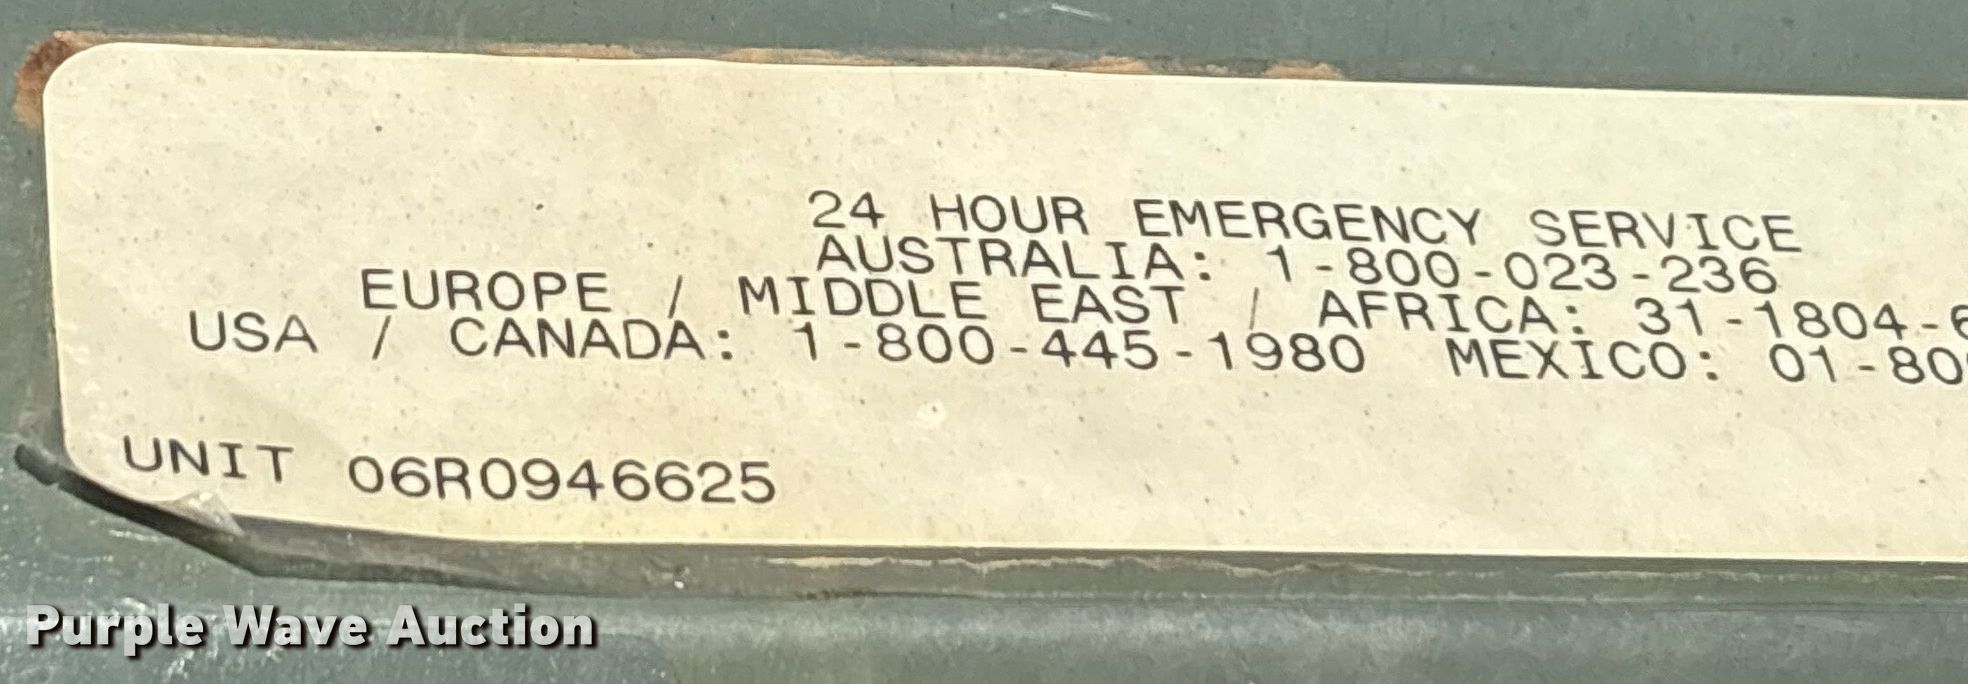 24 HOUR EMERGENCY SERVICE
AUSTRALIA: 1-800-023-236
EUROPE / MIDDLE EAST / AFRICA: 31-1804-6
USA / CANADA: 1-800-445-1980 MEXICO: 01-80
UNIT 06R0946625
Purple Wave Auction